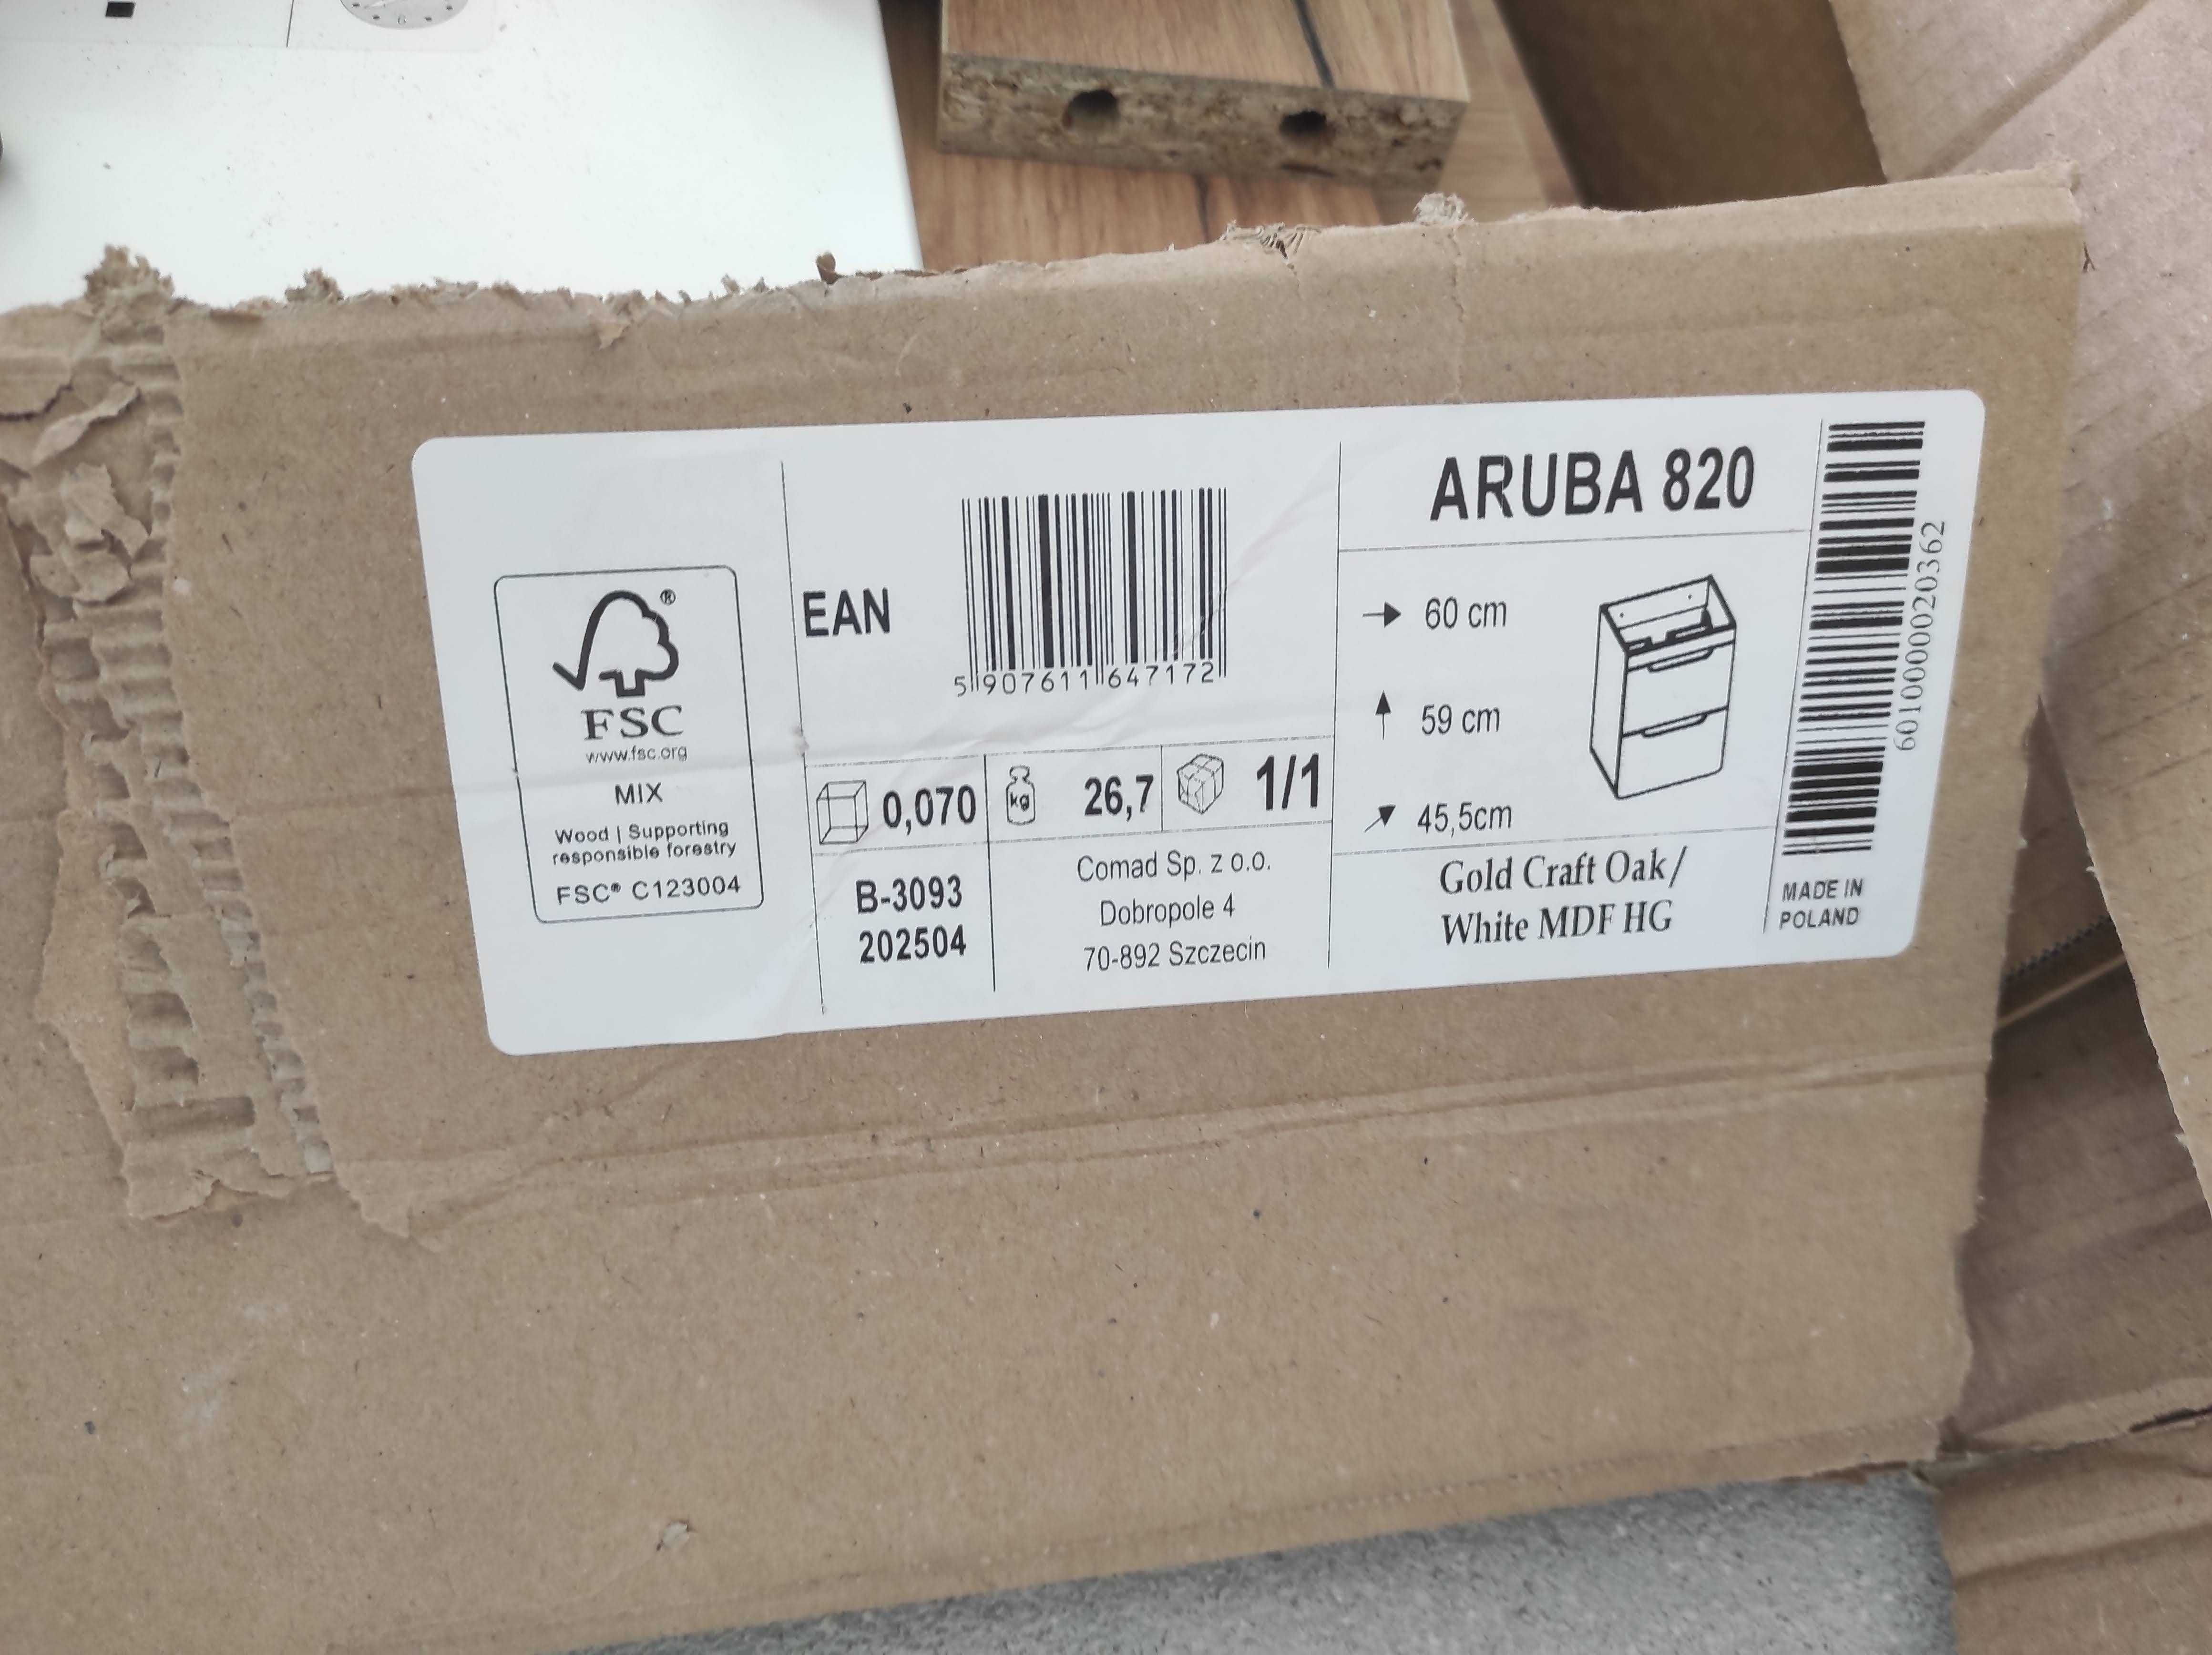 ®
FSC
www.fsc.org
MIX
Wood | Supporting
responsible forestry
FSC® C123004
EAN
5 907611 647172
0,070
kg
26,7
1/1
B-3093
202504
Comad Sp. z o.o.
Dobropole 4
70-892 Szczecin
ARUBA 820
60 cm
59 cm
45,5cm
Gold Craft Oak/
White MDF HG
6010000020362
MADE IN
POLAND
6